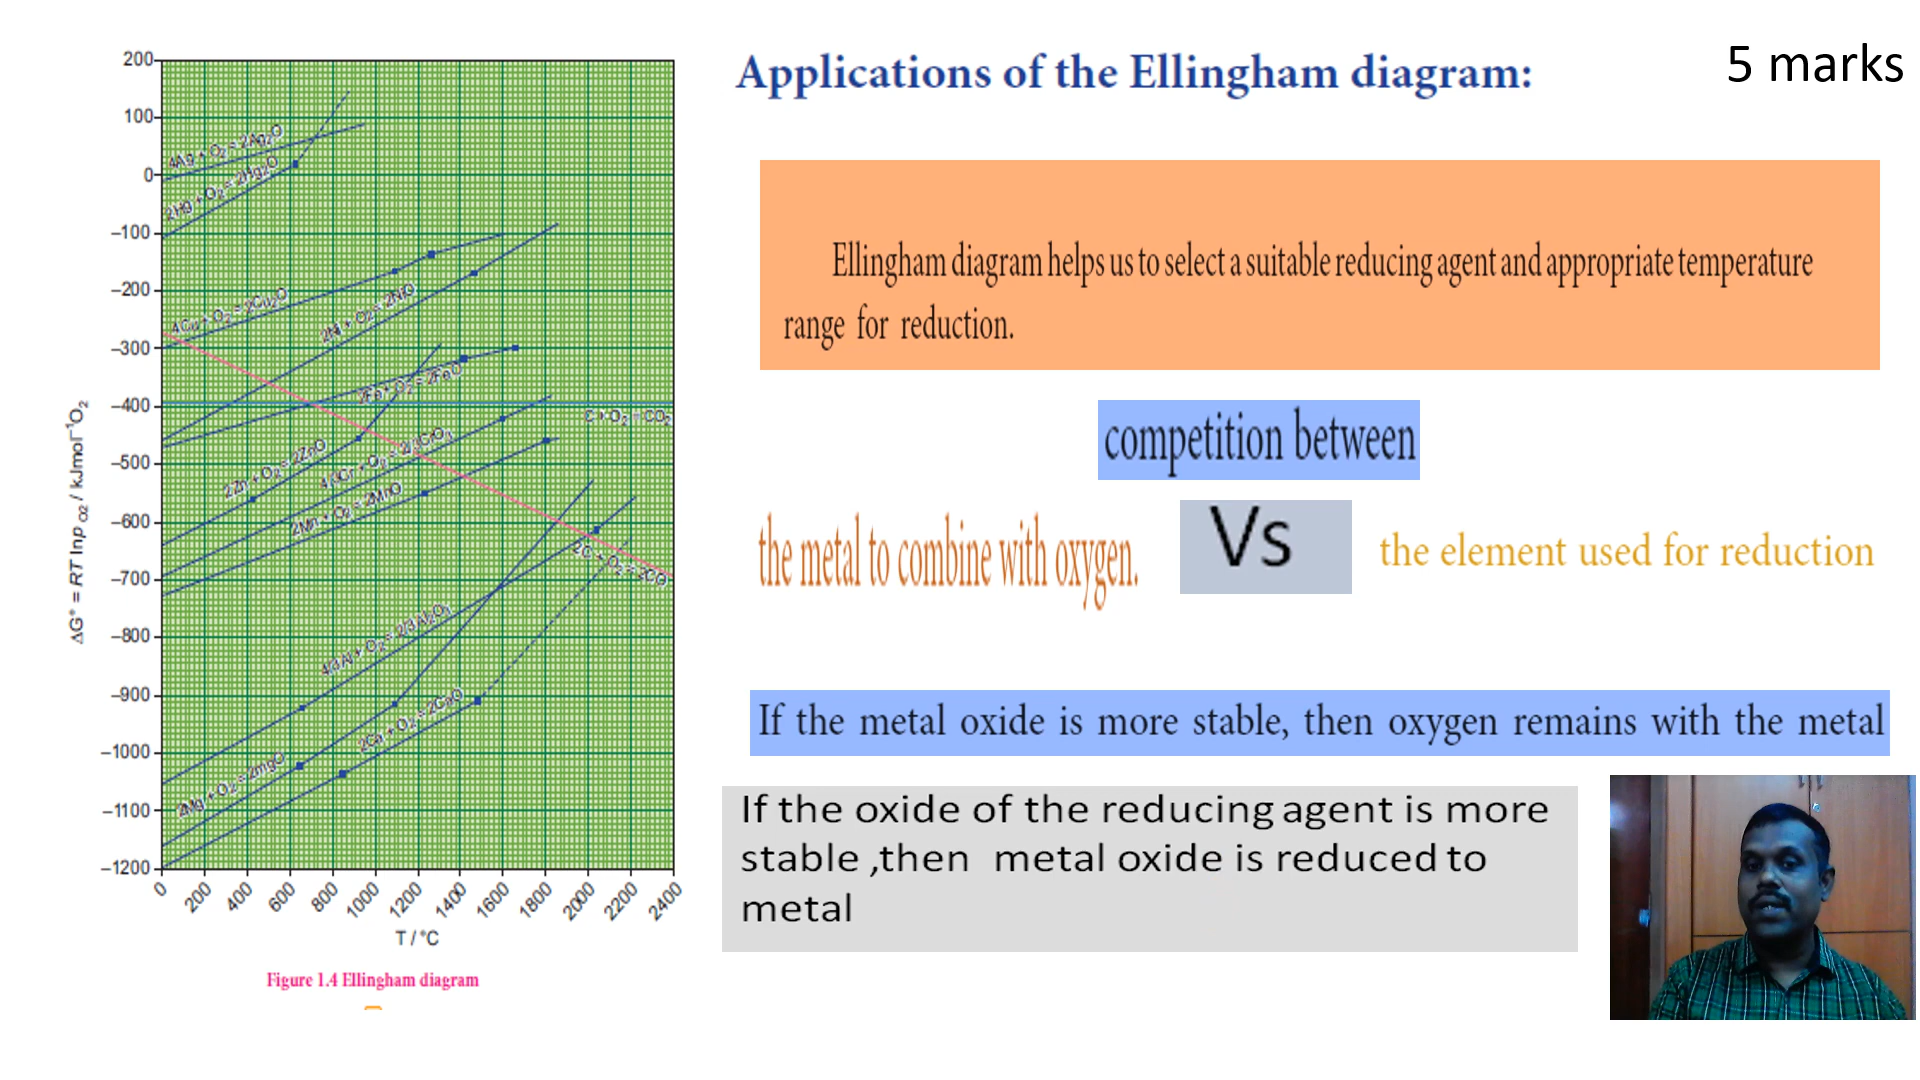 Applications of the Ellingham diagram:
5 marks
Ellingham diagram helps us to select a suitable reducing agent and appropriate temperature
range for reduction.
competition between
the metal to combine with oxygen.
Vs
the element used for reduction
If the metal oxide is more stable, then oxygen remains with the metal
If the oxide of the reducing agent is more
stable ,then metal oxide is reduced to
metal
200
100
0
–100
–200
–300
–400
–500
–600
–700
–800
–900
–1000
–1100
–1200
ΔG° = RT lnp O2 / kJmol⁻¹O₂
4Ag + O₂ = 2Ag₂O
2Hg + O₂ = 2Hg₂O
4Cu + O₂ = 2Cu₂O
2Ni + O₂ = 2NiO
2Fe + O₂ = 2FeO
C + O₂ = CO₂
2Zn + O₂ = 2ZnO
4/3Cr + O₂ = 2/3Cr₂O₃
2Mn + O₂ = 2MnO
2C + O₂ = 2CO
4/3Al + O₂ = 2/3Al₂O₃
2Mg + O₂ = 2mgO
2Ca + O₂ = 2CaO
0 200 400 600 800 1000 1200 1400 1600 1800 2000 2200 2400
T / °C
Figure 1.4 Ellingham diagram